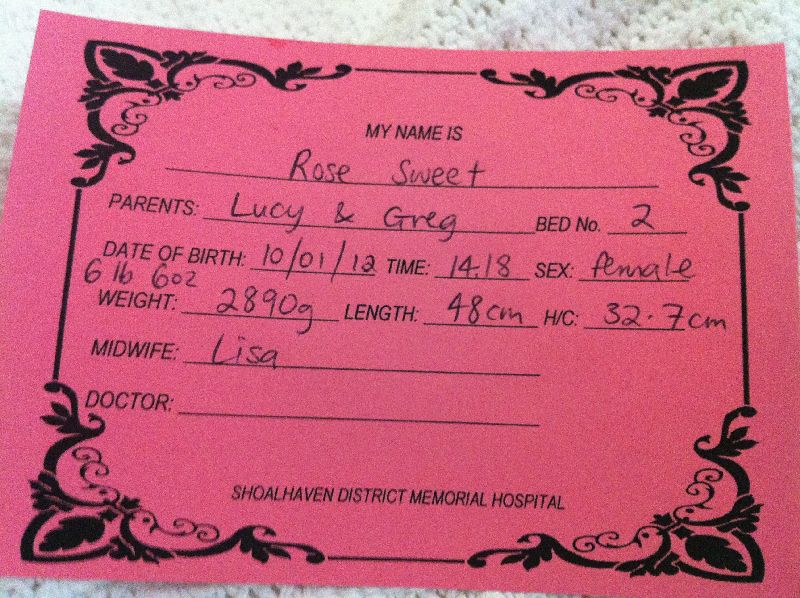 MY NAME IS
Rose Sweet
PARENTS: Lucy & Greg BED No. 2
DATE OF BIRTH: 10/01/12 TIME: 14.18 SEX: female
6 lb 6oz
WEIGHT: 2890g LENGTH: 48cm H/C: 32.7cm
MIDWIFE: Lisa
DOCTOR:
SHOALHAVEN DISTRICT MEMORIAL HOSPITAL